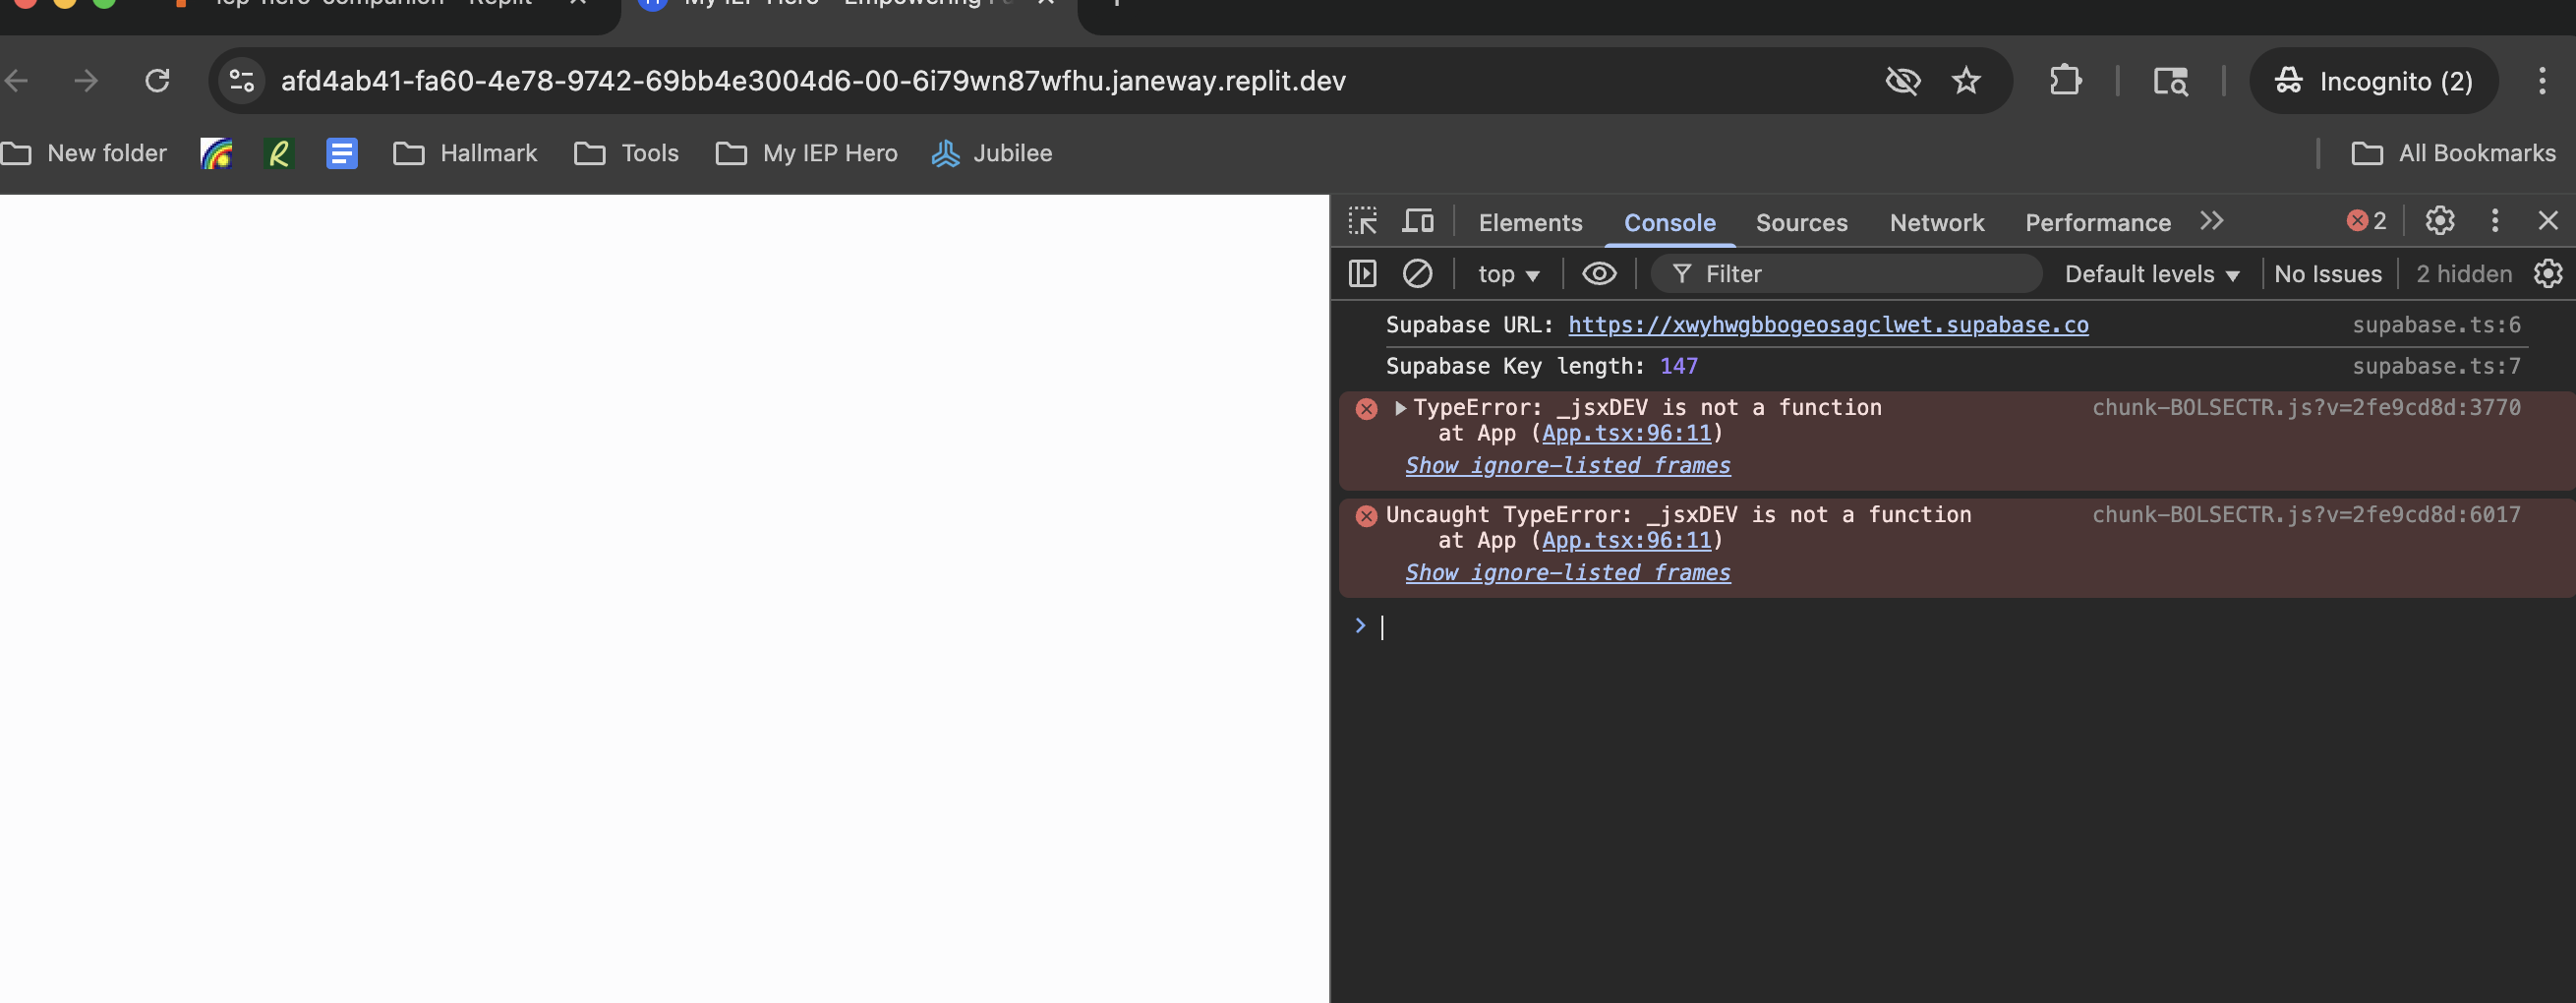 iep-hero-companion - Replit
My IEP Hero - Empowering Pa
afd4ab41-fa60-4e78-9742-69bb4e3004d6-00-6i79wn87wfhu.janeway.replit.dev
Incognito (2)
New folder
Hallmark
Tools
My IEP Hero
Jubilee
All Bookmarks
Elements
Console
Sources
Network
Performance
2
top
Filter
Default levels
No Issues
2 hidden
Supabase URL: https://xwyhwgbbogeosagclwet.supabase.co supabase.ts:6
Supabase Key length: 147 supabase.ts:7
TypeError: _jsxDEV is not a function chunk-BOLSECTR.js?v=2fe9cd8d:3770
at App (App.tsx:96:11)
Show ignore-listed frames
Uncaught TypeError: _jsxDEV is not a function chunk-BOLSECTR.js?v=2fe9cd8d:6017
at App (App.tsx:96:11)
Show ignore-listed frames